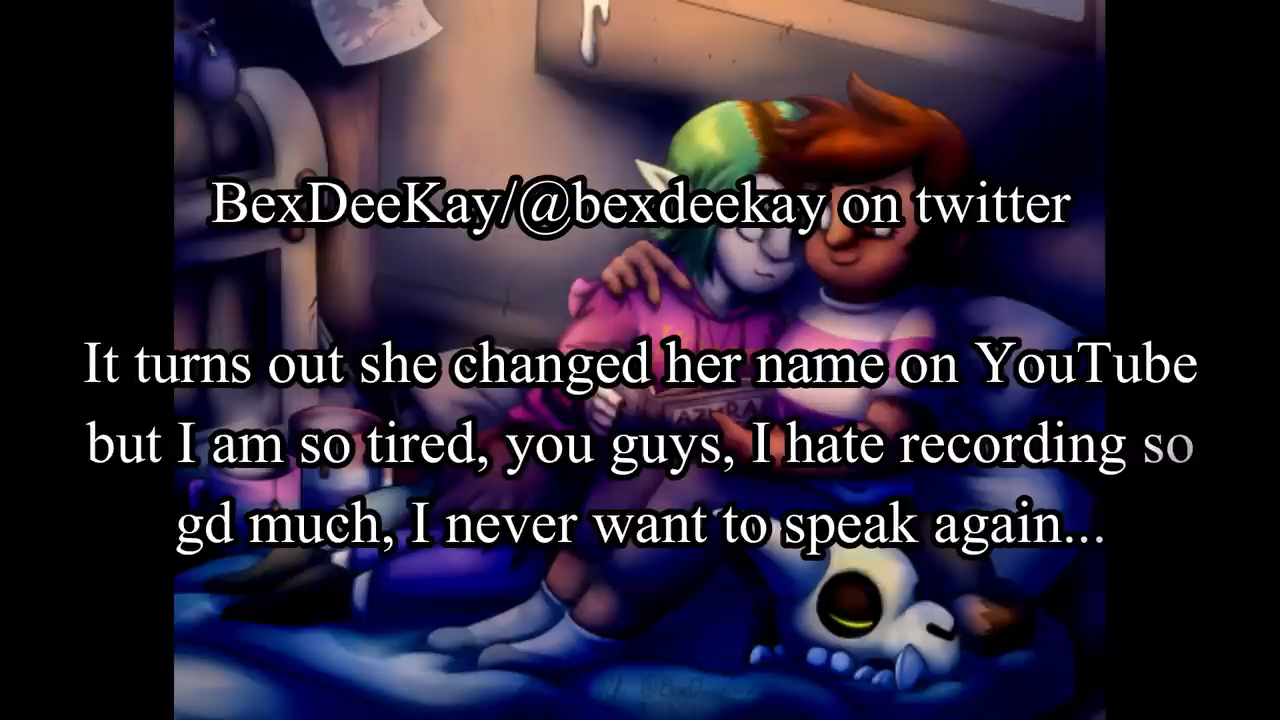 BexDeeKay/@bexdeekay on twitter
It turns out she changed her name on YouTube
but I am so tired, you guys, I hate recording so
gd much, I never want to speak again...
AZURA